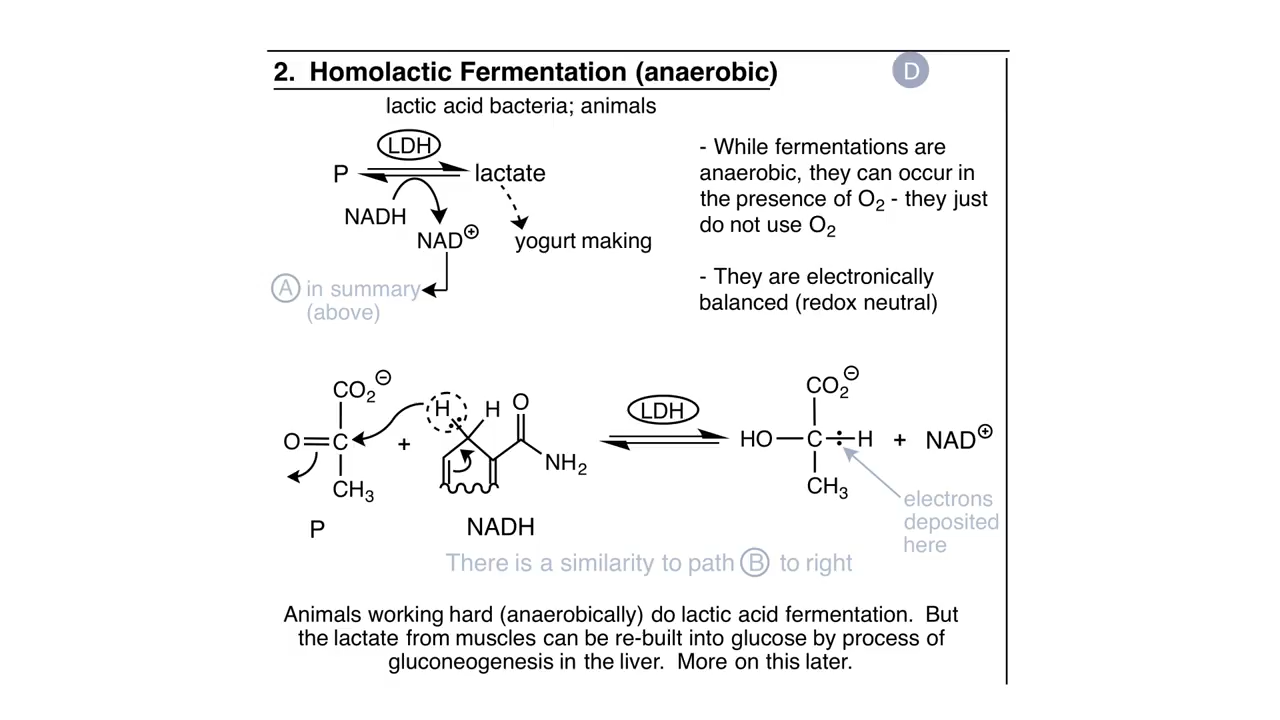 2. Homolactic Fermentation (anaerobic)
D
lactic acid bacteria; animals
LDH
P
lactate
NADH
NAD⊕
yogurt making
A in summary
(above)
- While fermentations are
anaerobic, they can occur in
the presence of O₂ - they just
do not use O₂
- They are electronically
balanced (redox neutral)
CO₂⊖
O=C
CH₃
P
+
H H O
NH₂
NADH
LDH
CO₂⊖
HO—C—H + NAD⊕
CH₃
electrons
deposited
here
There is a similarity to path B to right
Animals working hard (anaerobically) do lactic acid fermentation. But
the lactate from muscles can be re-built into glucose by process of
gluconeogenesis in the liver. More on this later.